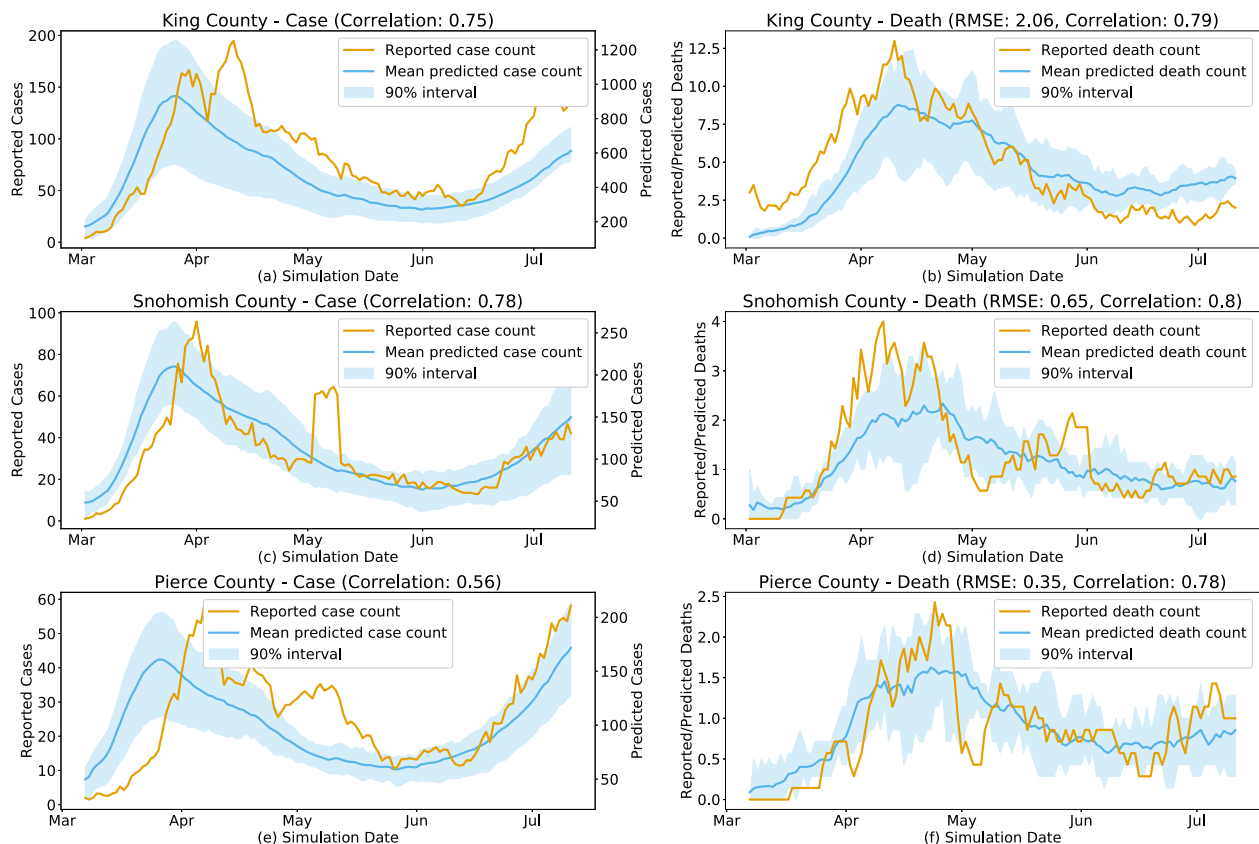 King County - Case (Correlation: 0.75)
200
150
100
50
0
Reported Cases
1200
1000
800
600
400
200
Predicted Cases
Reported case count
Mean predicted case count
90% interval
Mar Apr May Jun Jul
(a) Simulation Date
King County - Death (RMSE: 2.06, Correlation: 0.79)
12.5
10.0
7.5
5.0
2.5
0.0
Reported/Predicted Deaths
Reported death count
Mean predicted death count
90% interval
Mar Apr May Jun Jul
(b) Simulation Date
Snohomish County - Case (Correlation: 0.78)
100
80
60
40
20
0
Reported Cases
250
200
150
100
50
Predicted Cases
Reported case count
Mean predicted case count
90% interval
Mar Apr May Jun Jul
(c) Simulation Date
Snohomish County - Death (RMSE: 0.65, Correlation: 0.8)
4
3
2
1
0
Reported/Predicted Deaths
Reported death count
Mean predicted death count
90% interval
Mar Apr May Jun Jul
(d) Simulation Date
Pierce County - Case (Correlation: 0.56)
60
50
40
30
20
10
0
Reported Cases
200
150
100
50
Predicted Cases
Reported case count
Mean predicted case count
90% interval
Mar Apr May Jun Jul
(e) Simulation Date
Pierce County - Death (RMSE: 0.35, Correlation: 0.78)
2.5
2.0
1.5
1.0
0.5
0.0
Reported/Predicted Deaths
Reported death count
Mean predicted death count
90% interval
Mar Apr May Jun Jul
(f) Simulation Date